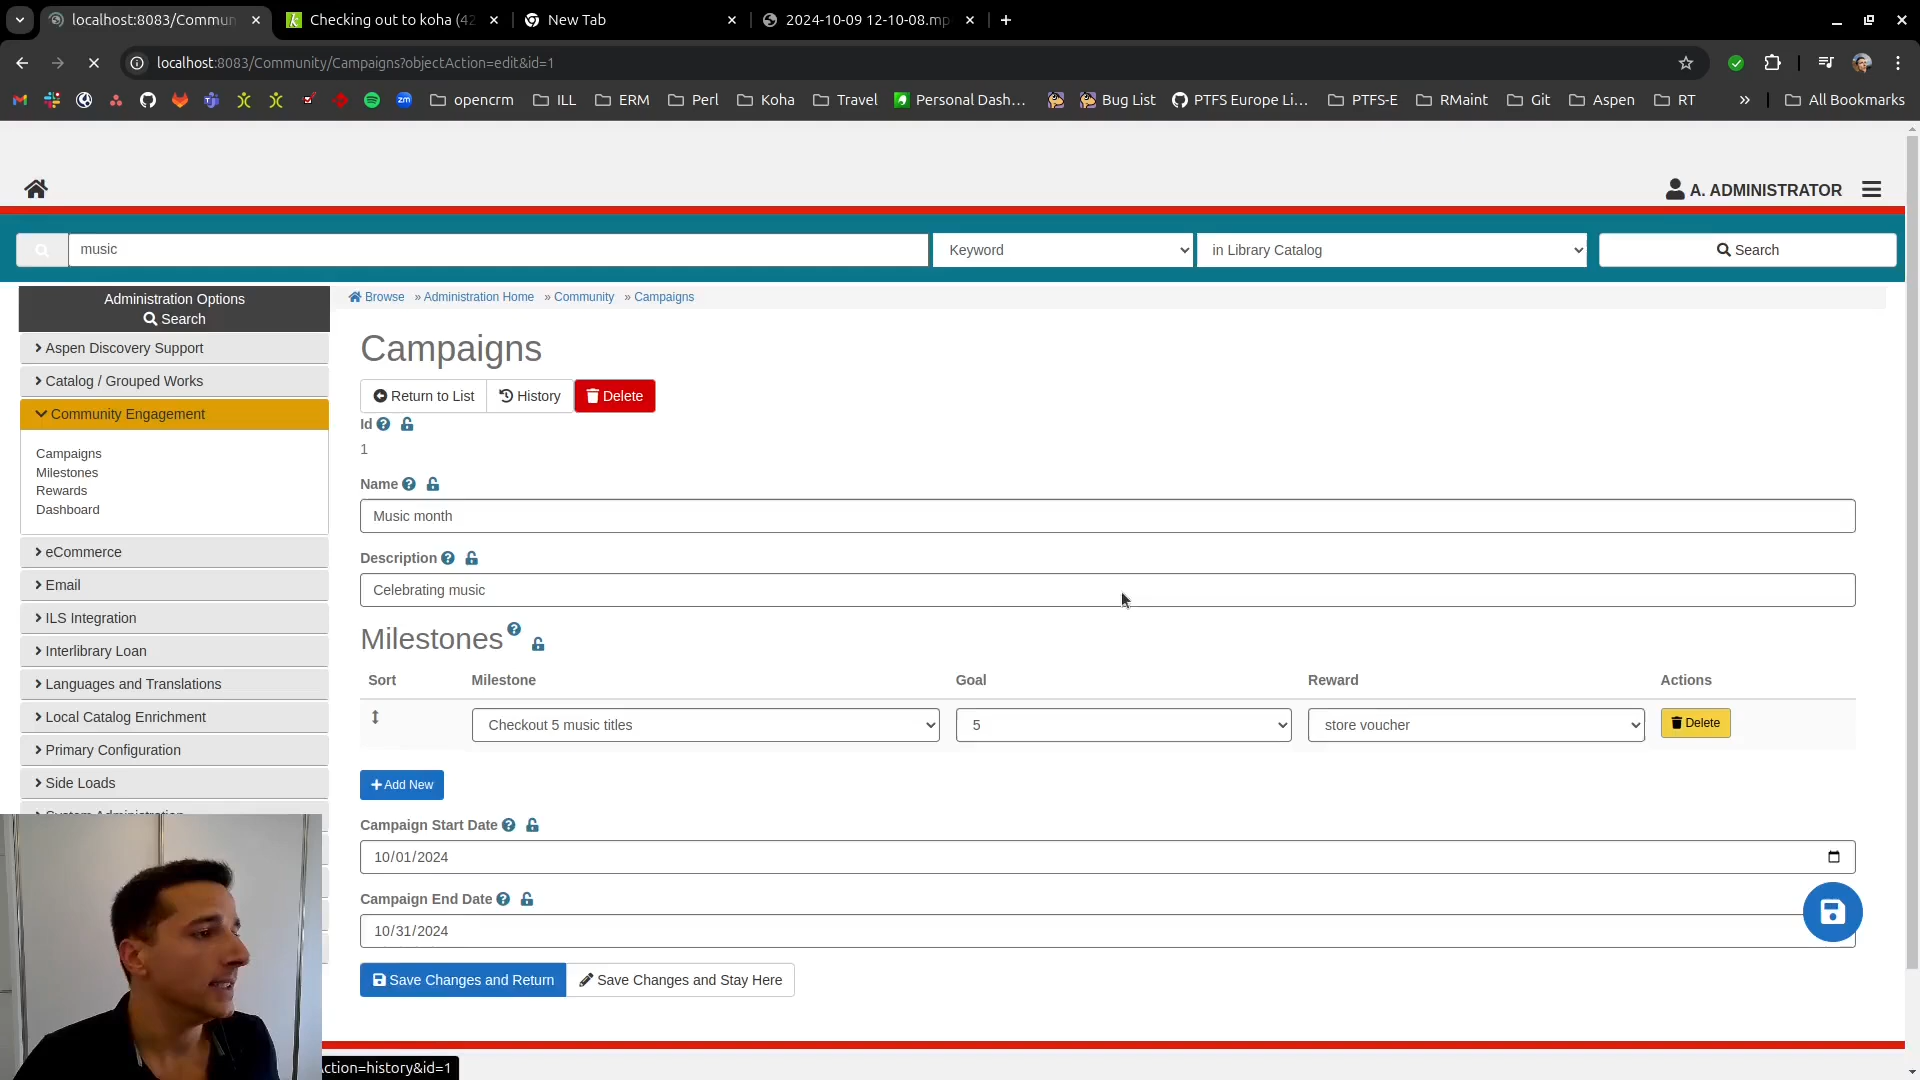 localhost:8083/Commun
Checking out to koha (42
New Tab
2024-10-09 12-10-08.mp
localhost:8083/Community/Campaigns?objectAction=edit&id=1
opencrm
ILL
ERM
Perl
Koha
Travel
Personal Dash...
Bug List
PTFS Europe Li...
PTFS-E
RMaint
Git
Aspen
RT
All Bookmarks
A. ADMINISTRATOR
music
Keyword
in Library Catalog
Search
Administration Options
Search
Aspen Discovery Support
Catalog / Grouped Works
Community Engagement
Campaigns
Milestones
Rewards
Dashboard
eCommerce
Email
ILS Integration
Interlibrary Loan
Languages and Translations
Local Catalog Enrichment
Primary Configuration
Side Loads
System Administration
Browse » Administration Home » Community » Campaigns
Campaigns
Return to List
History
Delete
Id
1
Name
Music month
Description
Celebrating music
Milestones
Sort Milestone Goal Reward Actions
Checkout 5 music titles 5 store voucher Delete
Add New
Campaign Start Date
10/01/2024
Campaign End Date
10/31/2024
Save Changes and Return
Save Changes and Stay Here
ction=history&id=1